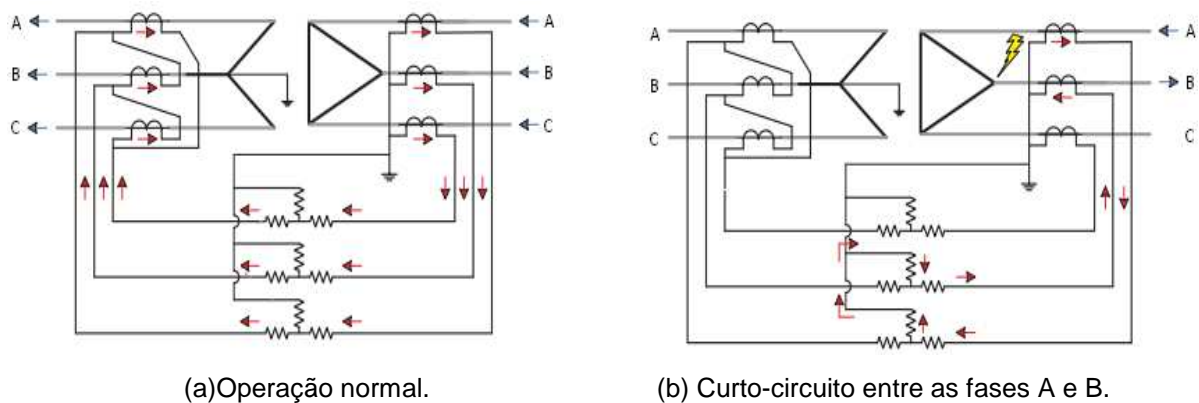 A A A A
B B B B
C C C C
(a)Operação normal. (b) Curto-circuito entre as fases A e B.